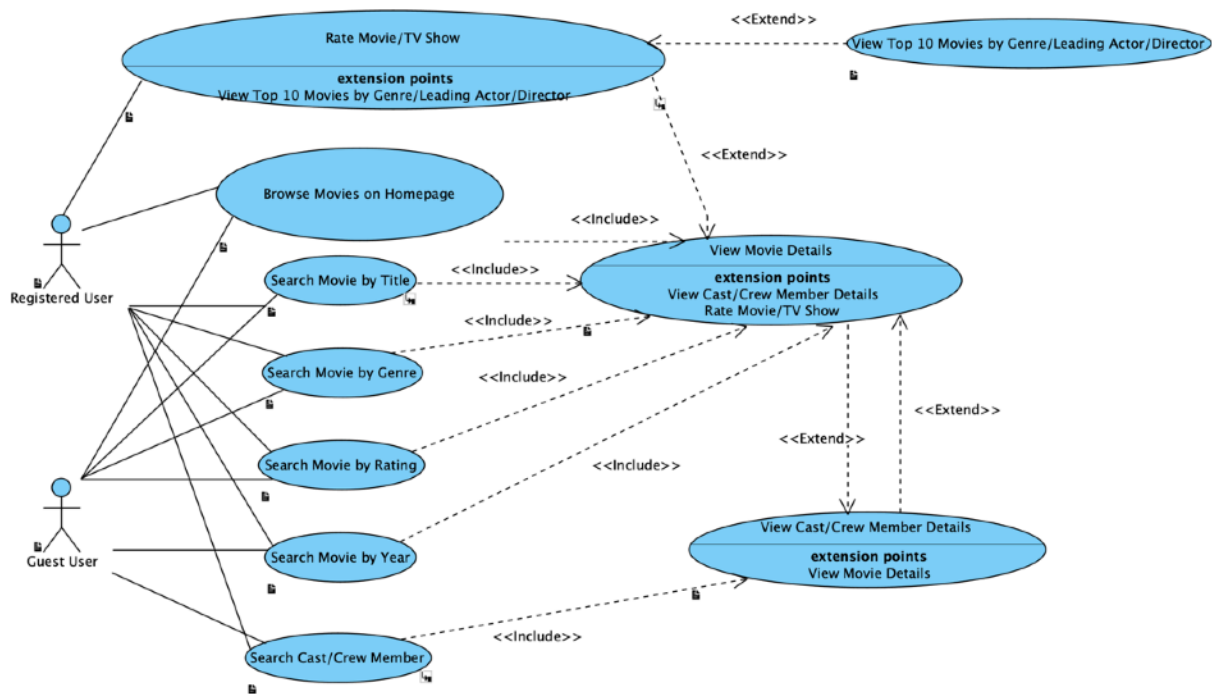 <<Extend>>
Rate Movie/TV Show
View Top 10 Movies by Genre/Leading Actor/Director
extension points
View Top 10 Movies by Genre/Leading Actor/Director
<<Extend>>
Browse Movies on Homepage
<<Include>>
View Movie Details
extension points
View Cast/Crew Member Details
Rate Movie/TV Show
<<Include>>
Search Movie by Title
Registered User
<<Include>>
Search Movie by Genre
<<Include>>
<<Extend>>
<<Extend>>
Search Movie by Rating
<<Include>>
View Cast/Crew Member Details
extension points
View Movie Details
Search Movie by Year
Guest User
<<Include>>
Search Cast/Crew Member